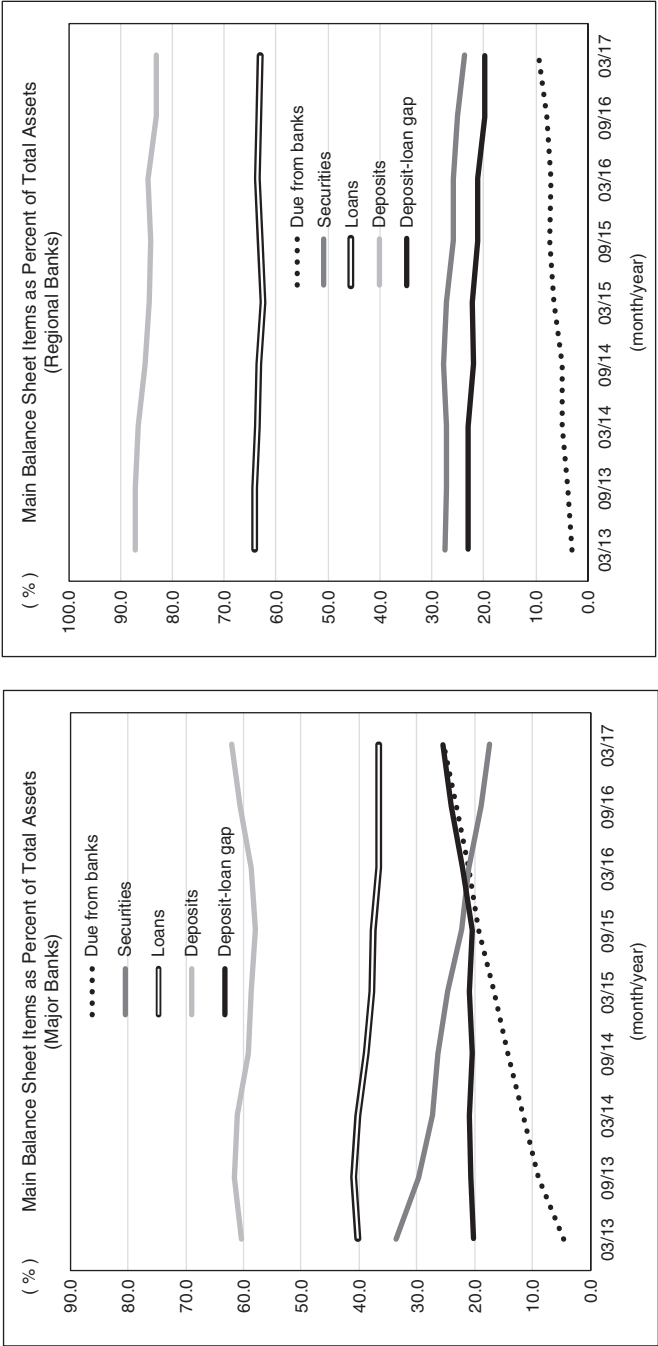 ( % )
Main Balance Sheet Items as Percent of Total Assets
(Major Banks)
90.0
80.0
70.0
60.0
50.0
40.0
30.0
20.0
10.0
0.0
Due from banks
Securities
Loans
Deposits
Deposit-loan gap
03/13 09/13 03/14 09/14 03/15 09/15 03/16 09/16 03/17
(month/year)
( % )
Main Balance Sheet Items as Percent of Total Assets
(Regional Banks)
100.0
90.0
80.0
70.0
60.0
50.0
40.0
30.0
20.0
10.0
0.0
Due from banks
Securities
Loans
Deposits
Deposit-loan gap
03/13 09/13 03/14 09/14 03/15 09/15 03/16 09/16 03/17
(month/year)